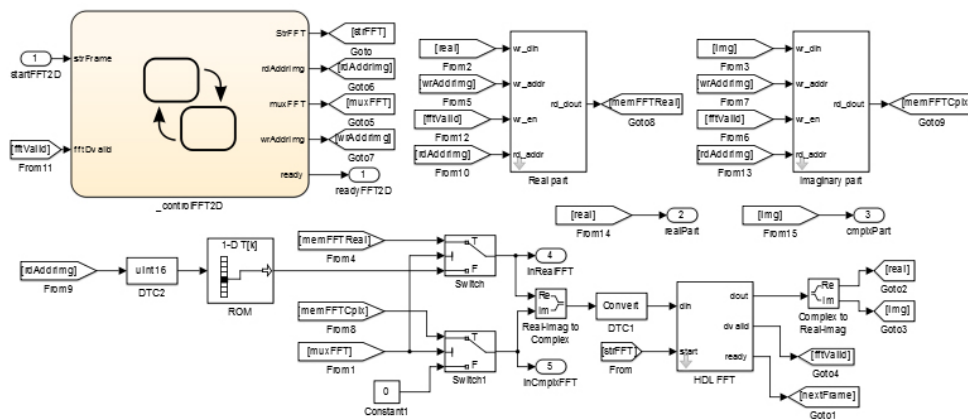 1
startFFT2D
[fftValid]
From11
strFrame
fftDvalid
StrFFT
rdAddrImg
muxFFT
wrAddrImg
ready
_controlFFT2D
[strFFT]
Goto
[rdAddrImg]
Goto6
[muxFFT]
Goto5
[wrAddrImg]
Goto7
1
readyFFT2D
[real]
From2
[wrAddrImg]
From5
[fftValid]
From12
[rdAddrImg]
From10
wr_din
wr_addr
wr_en
rd_addr
rd_dout
Real part
[memFFTReal]
Goto8
[Img]
From3
[wrAddrImg]
From7
[fftValid]
From6
[rdAddrImg]
From13
wr_din
wr_addr
wr_en
rd_addr
rd_dout
Imaginary part
[memFFTCplx]
Goto9
[real]
From14
2
realPart
[Img]
From15
3
cmplxPart
[rdAddrImg]
From9
uint16
DTC2
1-D T[k]
ROM
[memFFTReal]
From4
[memFFTCplx]
From8
[muxFFT]
From1
0
Constant1
T
F
Switch
T
F
Switch1
4
InRealFFT
Re
Im
Real-Imag to
Complex
5
InCmplxFFT
Convert
DTC1
[strFFT]
From
din
start
dout
dvalid
ready
HDL FFT
Re
Im
Complex to
Real-Imag
[real]
Goto2
[Img]
Goto3
[fftValid]
Goto4
[nextFrame]
Goto1